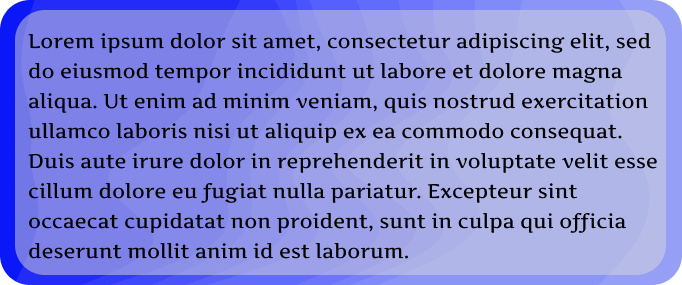 Lorem ipsum dolor sit amet, consectetur adipiscing elit, sed
do eiusmod tempor incididunt ut labore et dolore magna
aliqua. Ut enim ad minim veniam, quis nostrud exercitation
ullamco laboris nisi ut aliquip ex ea commodo consequat.
Duis aute irure dolor in reprehenderit in voluptate velit esse
cillum dolore eu fugiat nulla pariatur. Excepteur sint
occaecat cupidatat non proident, sunt in culpa qui officia
deserunt mollit anim id est laborum.